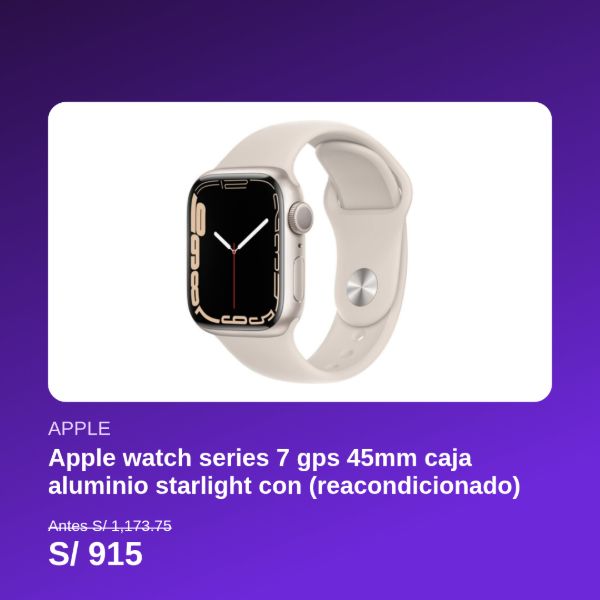 APPLE
Apple watch series 7 gps 45mm caja
aluminio starlight con (reacondicionado)
Antes S/ 1,173.75
S/ 915